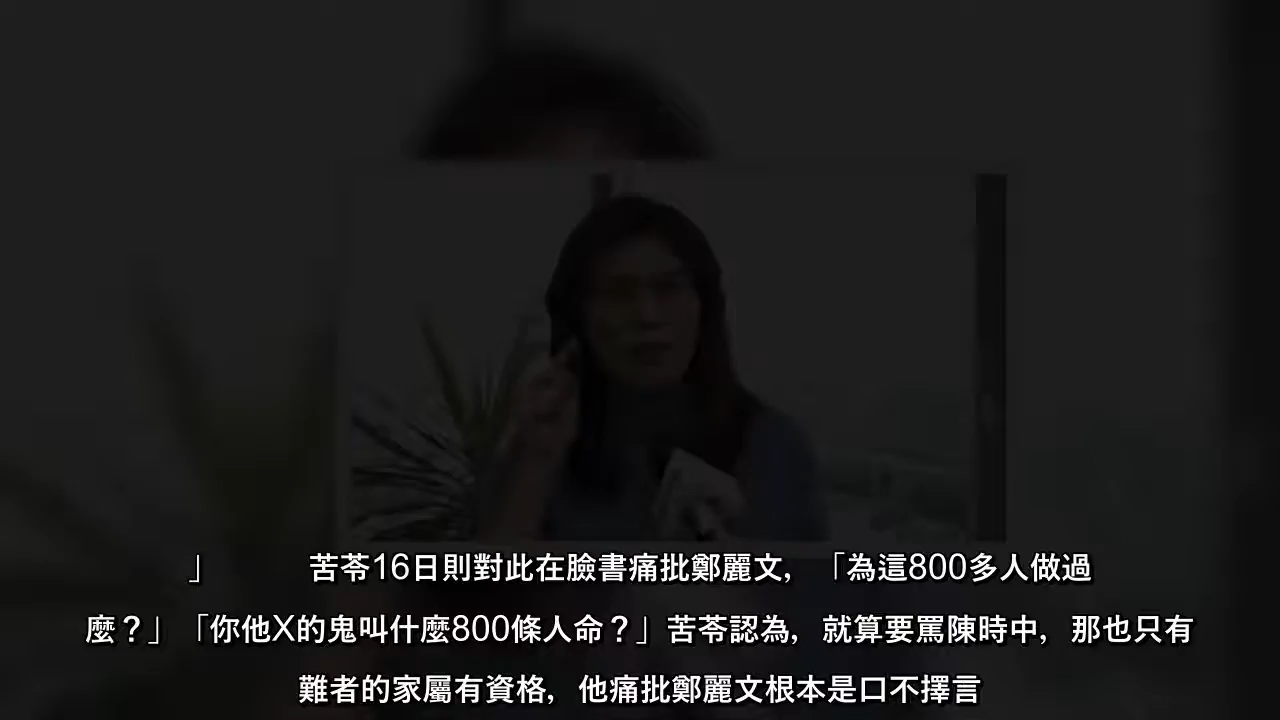 」 苦苓16日則對此在臉書痛批鄭麗文，「為這800多人做過
麼？」「你他X的鬼叫什麼800條人命？」苦苓認為，就算要罵陳時中，那也只有
難者的家屬有資格，他痛批鄭麗文根本是口不擇言